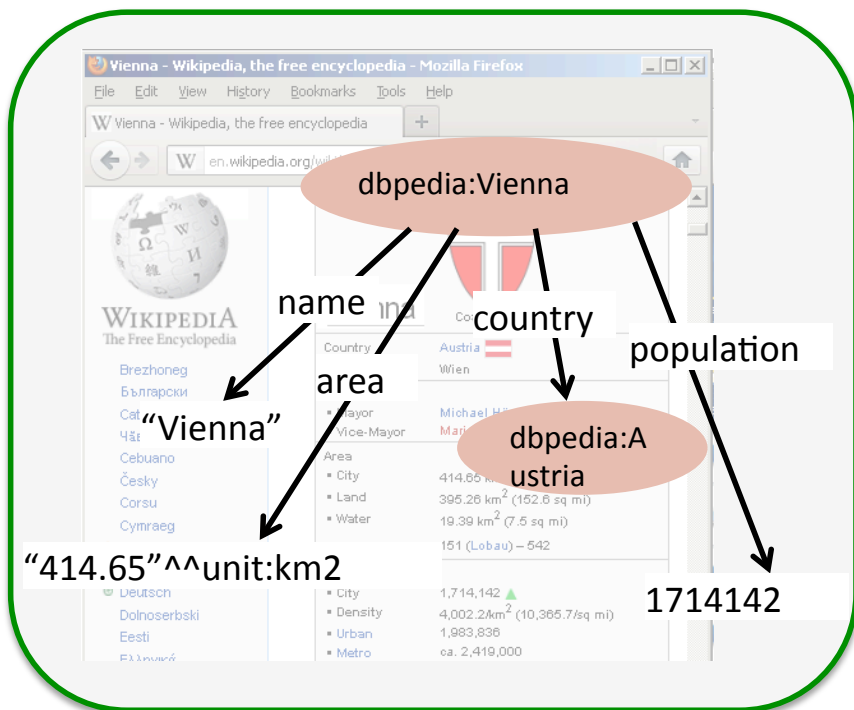 Vienna - Wikipedia, the free encyclopedia - Mozilla Firefox
File Edit View History Bookmarks Tools Help
W Vienna - Wikipedia, the free encyclopedia +
W en.wikipedia.org/
dbpedia:Vienna
Ω W И 維
WIKIPEDIA
The Free Encyclopedia
name
country
area
population
Country Austria
Wien
Brezhoneg
Български
Cebuano
Česky
Corsu
Cymraeg
Deutsch
Dolnoserbski
Eesti
Ελληνικά
"Vienna"
▪ Mayor Michael
▪ Vice-Mayor
dbpedia:A
ustria
Area
▪ City 414.65
▪ Land 395.26 km2 (152.6 sq mi)
▪ Water 19.39 km2 (7.5 sq mi)
151 (Lobau) – 542
"414.65"^^unit:km2
▪ City 1,714,142
▪ Density 4,002.2/km2 (10,365.7/sq mi)
▪ Urban 1,983,836
▪ Metro ca. 2,419,000
1714142